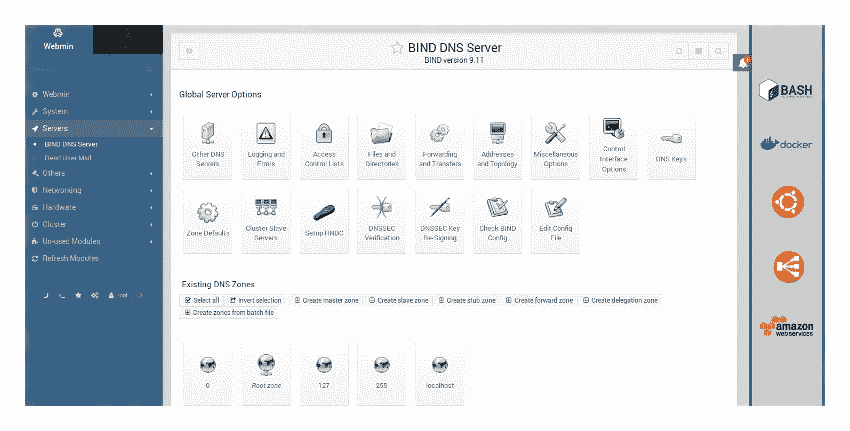 Webmin
Webmin
System
Servers
BIND DNS Server
Read User Mail
Others
Networking
Hardware
Cluster
Un-used Modules
Refresh Modules
root
BIND DNS Server
BIND version 9.11
Global Server Options
Other DNS
Servers
Logging and
Errors
Access
Control Lists
Files and
Directories
Forwarding
and Transfers
Addresses
and Topology
Miscellaneous
Options
Control
Interface
Options
DNS Keys
Zone Defaults
Cluster Slave
Servers
Setup RNDC
DNSSEC
Verification
DNSSEC Key
Re-Signing
Check BIND
Config
Edit Config
File
Existing DNS Zones
Select all
Invert selection
Create master zone
Create slave zone
Create stub zone
Create forward zone
Create delegation zone
Create zones from batch file
0
Root zone
127
255
localhost
BASH
docker
amazon
webservices